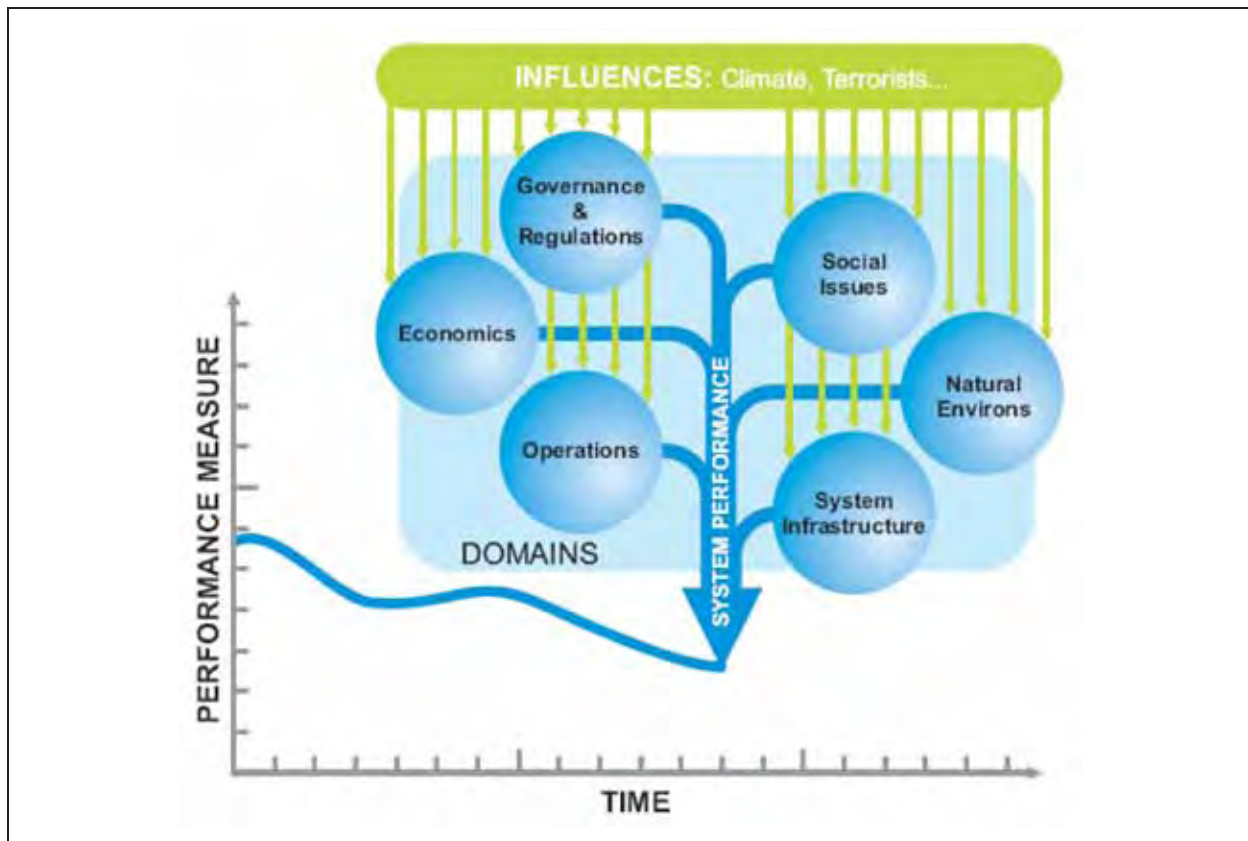 INFLUENCES: Climate, Terrorists...
Governance
&
Regulations
Social
Issues
Economics
Natural
Environs
Operations
System
Infrastructure
DOMAINS
SYSTEM PERFORMANCE
PERFORMANCE MEASURE
TIME